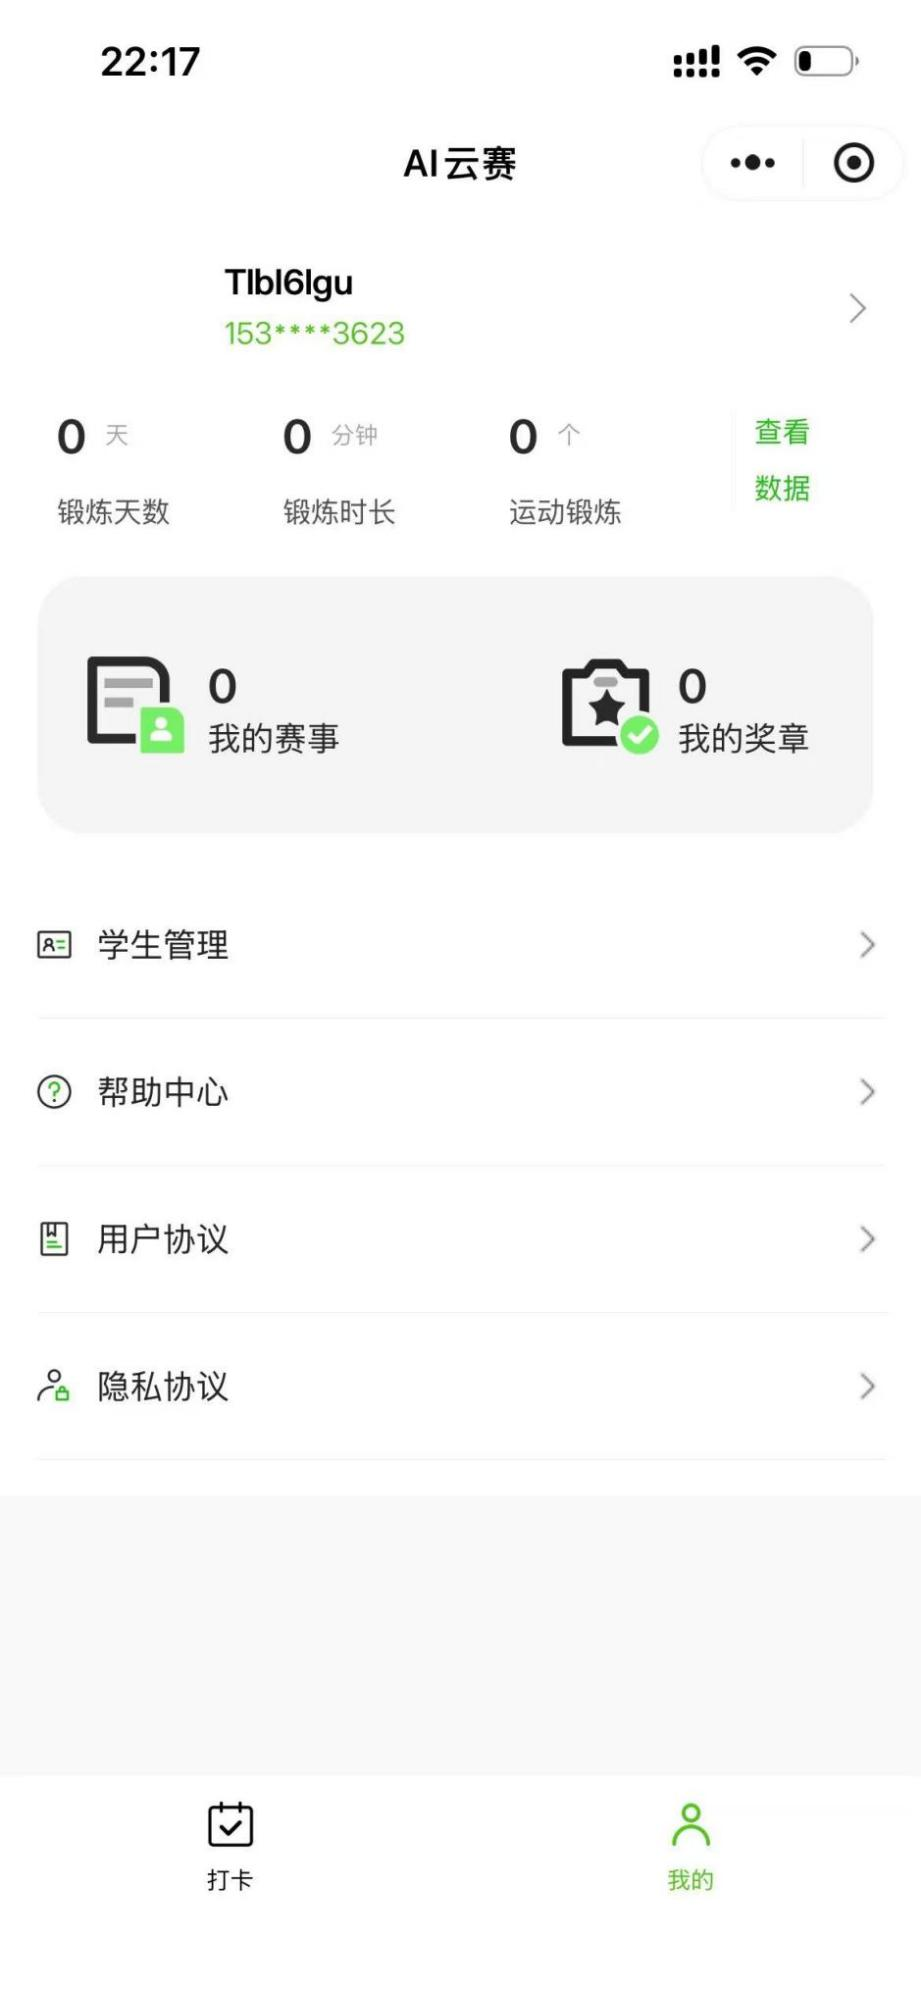 22:17
AI云赛
Tlbl6lgu
153****3623
0 天
0 分钟
0 个
查看
数据
锻炼天数
锻炼时长
运动锻炼
0
我的赛事
0
我的奖章
学生管理
帮助中心
用户协议
隐私协议
打卡
我的